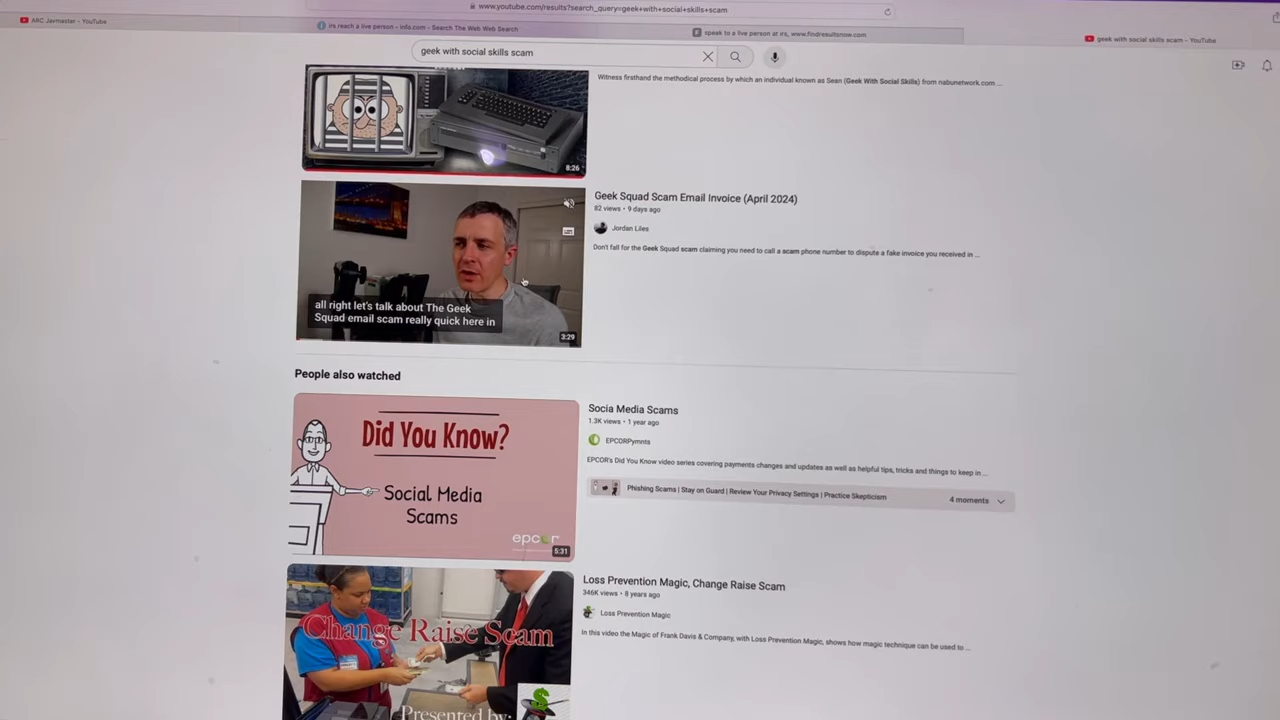 www.youtube.com/results?search_query=geek+with+social+skills+scam
ARC Javmaster - YouTube
irs reach a live person - info.com - Search The Web Web Search
speak to a live person at irs, www.findresultsnow.com
geek with social skills scam - YouTube
geek with social skills scam
Witness firsthand the methodical process by which an individual known as Sean (Geek With Social Skills) from nabunetwork.com ...
8:26
Geek Squad Scam Email Invoice (April 2024)
82 views • 9 days ago
Jordan Liles
Don't fall for the Geek Squad scam claiming you need to call a scam phone number to dispute a fake invoice you received in ...
all right let's talk about The Geek
Squad email scam really quick here in
3:29
People also watched
Did You Know?
Social Media
Scams
epcor
5:31
Socia Media Scams
1.3K views • 1 year ago
EPCORPymnts
EPCOR's Did You Know video series covering payments changes and updates as well as helpful tips, tricks and things to keep in ...
Phishing Scams | Stay on Guard | Review Your Privacy Settings | Practice Skepticism
4 moments
Loss Prevention Magic, Change Raise Scam
346K views • 8 years ago
Loss Prevention Magic
In this video the Magic of Frank Davis & Company, with Loss Prevention Magic, shows how magic technique can be used to ...
Change Raise Scam
Presented by: